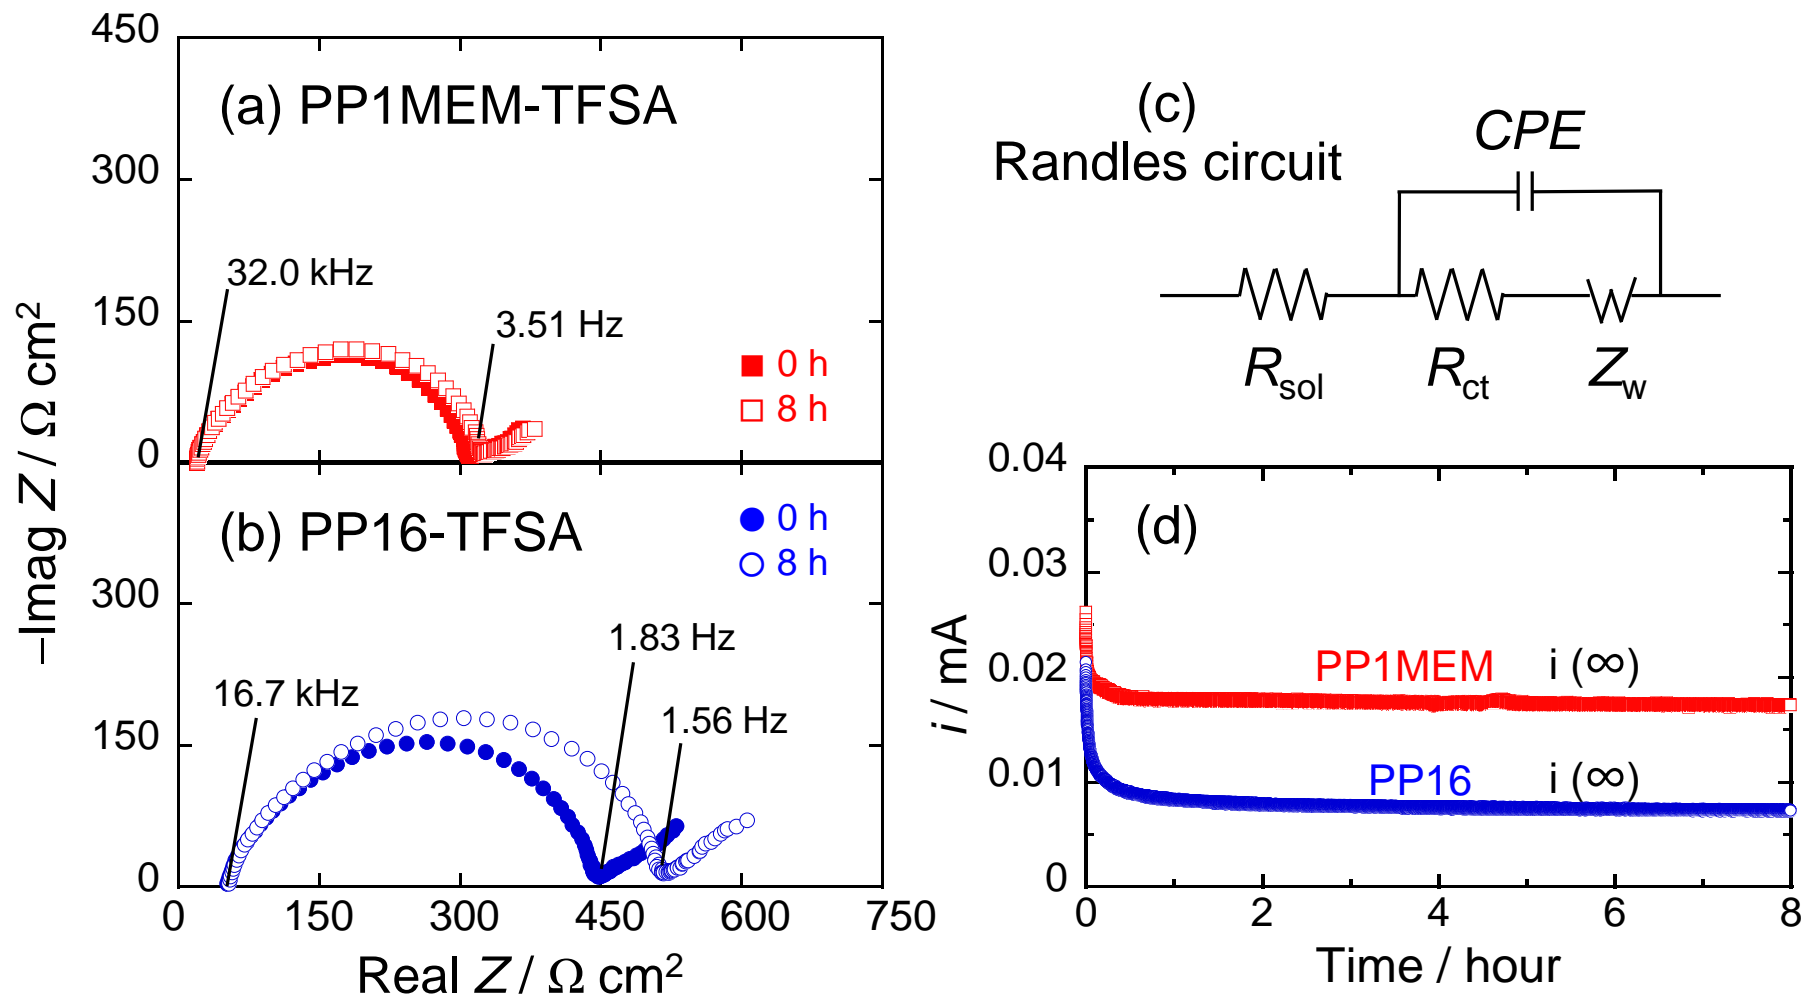 450
(a) PP1MEM-TFSA
300
32.0 kHz
150
3.51 Hz
0 h
8 h
0
(b) PP16-TFSA
0 h
8 h
300
1.83 Hz
16.7 kHz
1.56 Hz
150
0
0 150 300 450 600 750
Real Z / Ω cm²
–Imag Z / Ω cm²
(c)
Randles circuit
CPE
Rsol Rct Zw
0.04
(d)
0.03
0.02
PP1MEM i (∞)
0.01
PP16 i (∞)
0
0 2 4 6 8
Time / hour
i / mA